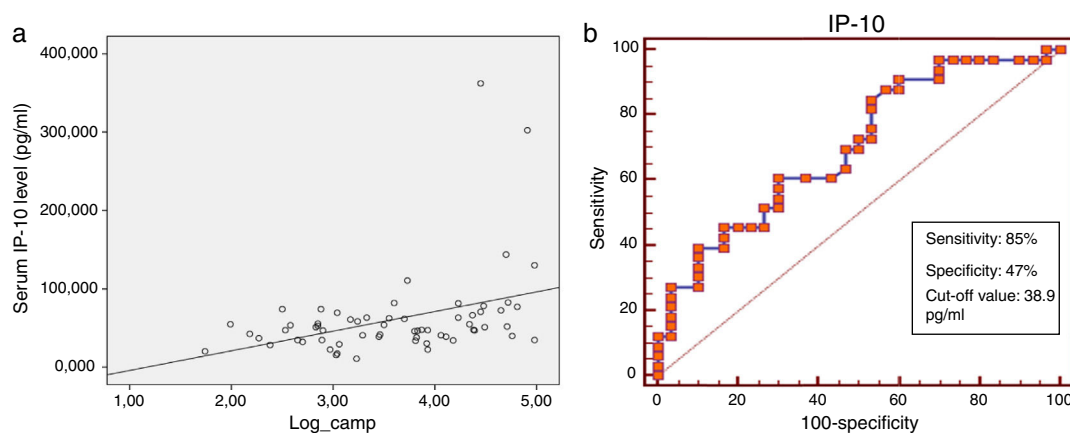 a
400,000
300,000
200,000
100,000
0,000
Serum IP-10 level (pg/ml)
1,00 2,00 3,00 4,00 5,00
Log_camp
b
IP-10
100
80
60
40
20
0
Sensitivity
Sensitivity: 85%
Specificity: 47%
Cut-off value: 38.9
pg/ml
0 20 40 60 80 100
100-specificity